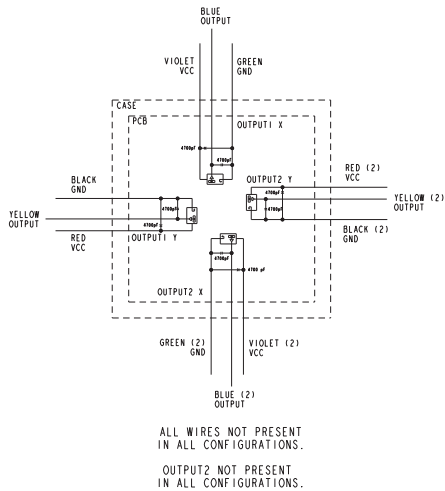 BLUE
OUTPUT
VIOLET
VCC
GREEN
GND
CASE
PCB
OUTPUT1 X
4700pF
4700pF
OUTPUT2 Y
RED (2)
VCC
BLACK
GND
4700pF
YELLOW (2)
OUTPUT
YELLOW
OUTPUT
4700pF
4700pF
4700pF
RED
VCC
OUTPUT1 Y
BLACK (2)
GND
4700pF
4700 pF
OUTPUT2 X
GREEN (2)
GND
VIOLET (2)
VCC
BLUE (2)
OUTPUT
ALL WIRES NOT PRESENT
IN ALL CONFIGURATIONS.
OUTPUT2 NOT PRESENT
IN ALL CONFIGURATIONS.